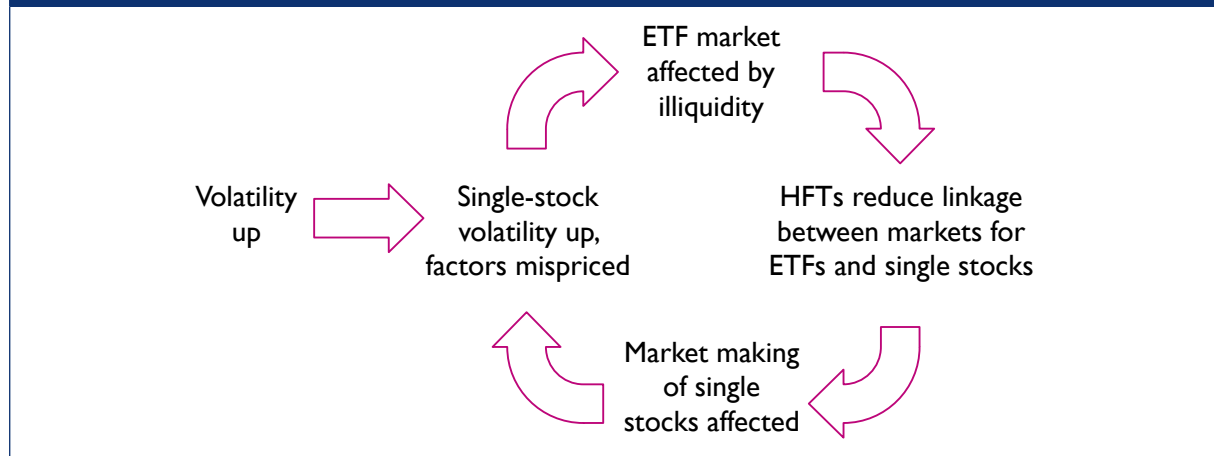 Volatility
up
Single-stock
volatility up,
factors mispriced
ETF market
affected by
illiquidity
HFTs reduce linkage
between markets for
ETFs and single stocks
Market making
of single
stocks affected